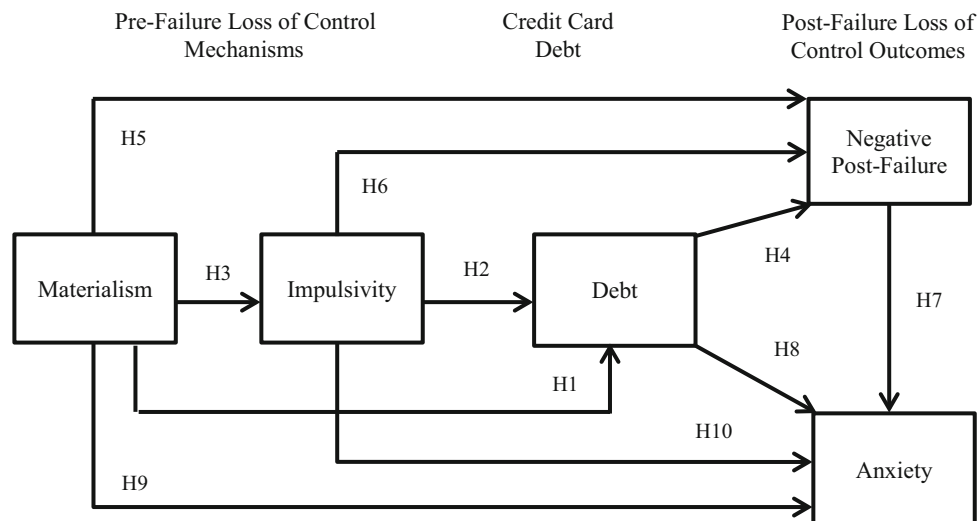 Pre-Failure Loss of Control
Mechanisms
Credit Card
Debt
Post-Failure Loss of
Control Outcomes
H5
Negative
Post-Failure
H6
H4
Materialism
H3
Impulsivity
H2
Debt
H7
H8
H1
H10
Anxiety
H9